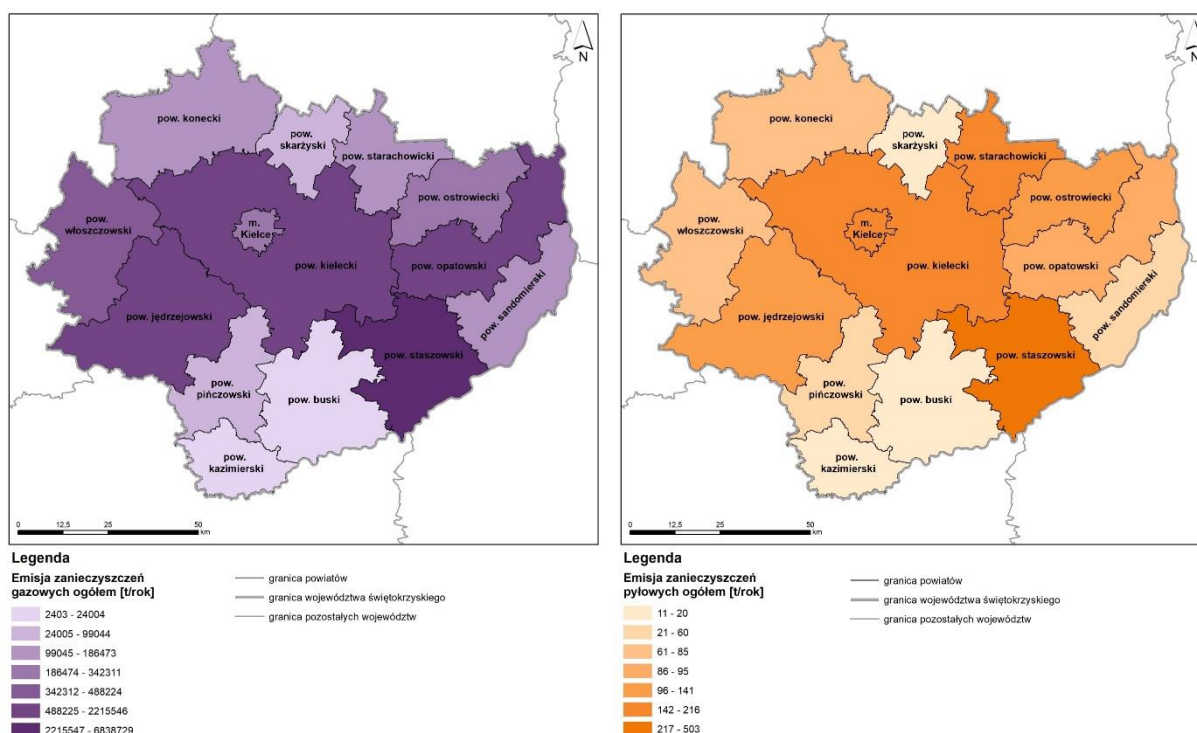 N
pow. konecki
pow.
skarżyski
pow. starachowicki
pow. ostrowiecki
pow.
włoszczowski
m.
Kielce
pow. kielecki
pow. opatowski
pow. sandomierski
pow. jędrzejowski
pow. staszowski
pow.
pińczowski
pow. buski
pow.
kazimierski
0 12,5 25 50
km
Legenda
Emisja zanieczyszczeń
gazowych ogółem [t/rok]
2403 - 24004
24005 - 99044
99045 - 186473
186474 - 342311
342312 - 488224
488225 - 2215546
2215547 - 6838729
granica powiatów
granica województwa świętokrzyskiego
granica pozostałych województw
N
pow. konecki
pow.
skarżyski
pow. starachowicki
pow. ostrowiecki
pow.
włoszczowski
m.
Kielce
pow. kielecki
pow. opatowski
pow. sandomierski
pow. jędrzejowski
pow. staszowski
pow.
pińczowski
pow. buski
pow.
kazimierski
0 12,5 25 50
km
Legenda
Emisja zanieczyszczeń
pyłowych ogółem [t/rok]
11 - 20
21 - 60
61 - 85
86 - 95
96 - 141
142 - 216
217 - 503
granica powiatów
granica województwa świętokrzyskiego
granica pozostałych województw